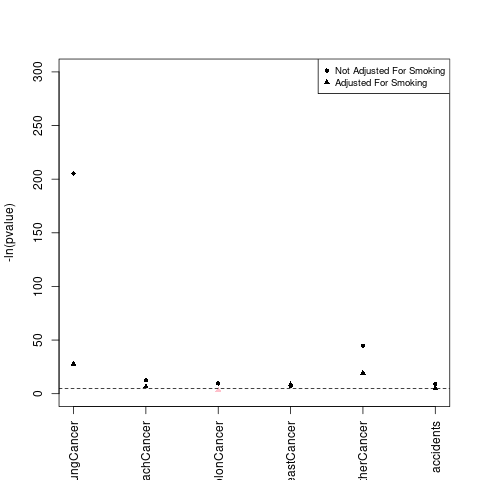 Not Adjusted For Smoking
Adjusted For Smoking
300
250
200
150
100
50
0
-ln(pvalue)
ungCancer
achCancer
olonCancer
eastCancer
therCancer
accidents